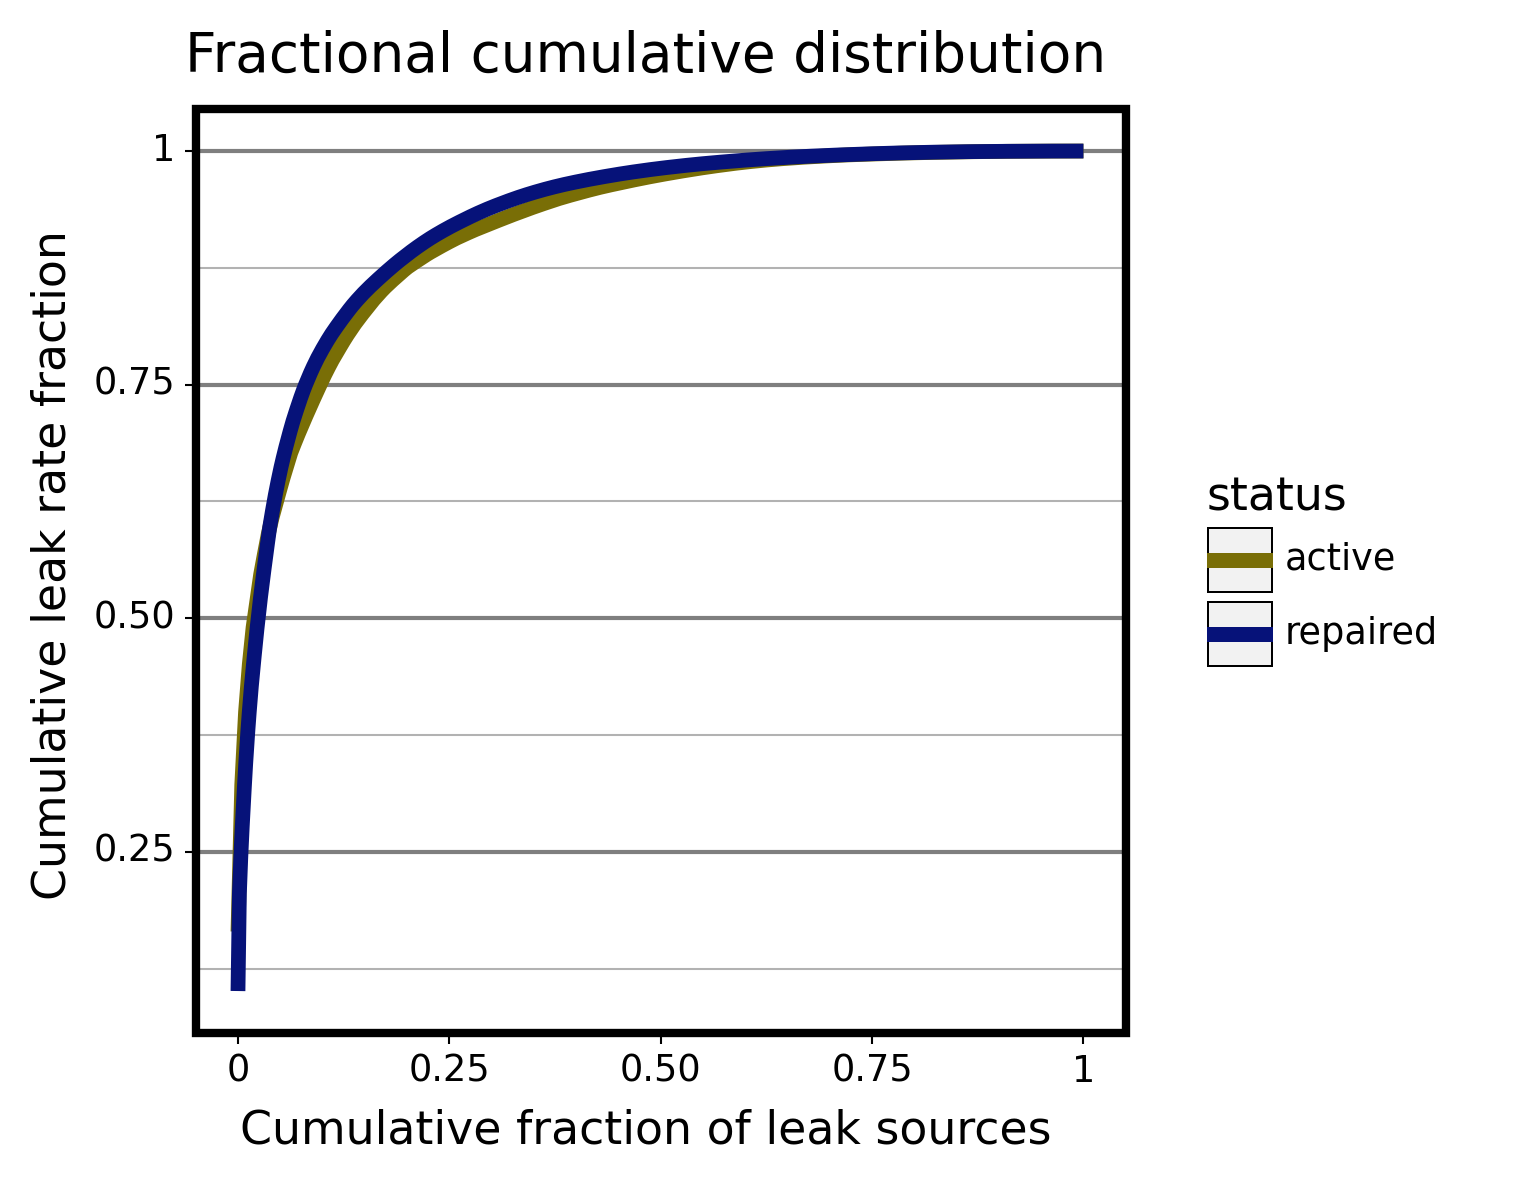 Fractional cumulative distribution
Cumulative leak rate fraction
1
0.75
0.50
0.25
0 0.25 0.50 0.75 1
Cumulative fraction of leak sources
status
active
repaired